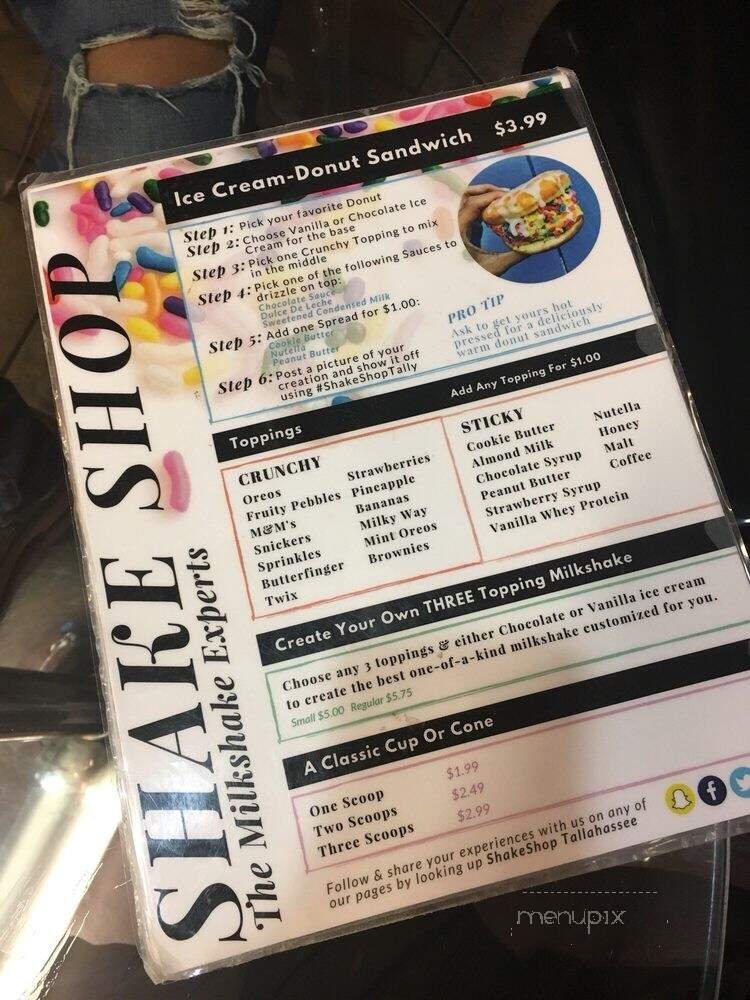 SHAKE SHOP
The Milkshake Experts
Ice Cream-Donut Sandwich $3.99
Step 1: Pick your favorite Donut
Step 2: Choose Vanilla or Chocolate Ice
Cream for the base
Step 3: Pick one Crunchy Topping to mix
in the middle
Step 4: Pick one of the following Sauces to
drizzle on top:
Chocolate Sauce
Dulce De Leche
Sweetened Condensed Milk
Step 5: Add one Spread for $1.00:
Cookie Butter
Nutella
Peanut Butter
Step 6: Post a picture of your
creation and show it off
using #ShakeShopTally
PRO TIP
Ask to get yours hot
pressed for a deliciously
warm donut sandwich
Toppings Add Any Topping For $1.00
CRUNCHY
Oreos
Fruity Pebbles
M&M's
Snickers
Sprinkles
Butterfinger
Twix
Strawberries
Pineapple
Bananas
Milky Way
Mint Oreos
Brownies
STICKY
Cookie Butter
Almond Milk
Chocolate Syrup
Peanut Butter
Strawberry Syrup
Vanilla Whey Protein
Nutella
Honey
Malt
Coffee
Create Your Own THREE Topping Milkshake
Choose any 3 toppings & either Chocolate or Vanilla ice cream
to create the best one-of-a-kind milkshake customized for you.
Small $5.00 Regular $5.75
A Classic Cup Or Cone
One Scoop $1.99
Two Scoops $2.49
Three Scoops $2.99
Follow & share your experiences with us on any of
our pages by looking up ShakeShop Tallahassee
menupix